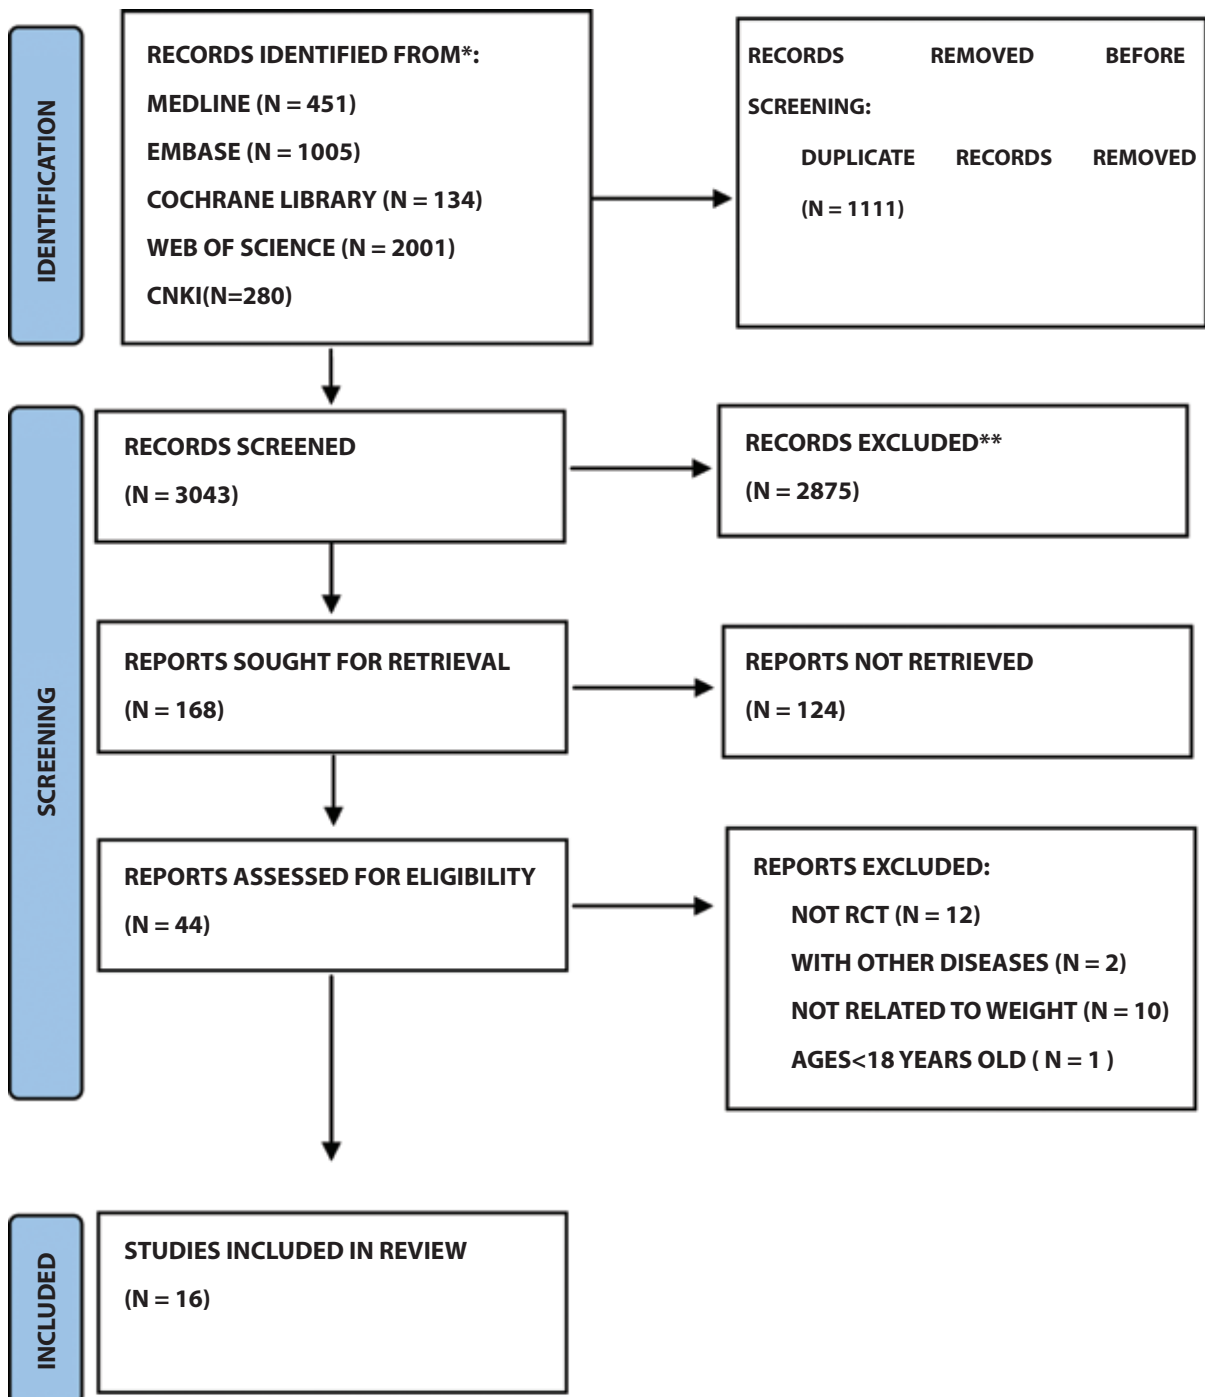 IDENTIFICATION
RECORDS IDENTIFIED FROM*:
MEDLINE (N = 451)
EMBASE (N = 1005)
COCHRANE LIBRARY (N = 134)
WEB OF SCIENCE (N = 2001)
CNKI(N=280)
RECORDS REMOVED BEFORE
SCREENING:
DUPLICATE RECORDS REMOVED
(N = 1111)
SCREENING
RECORDS SCREENED
(N = 3043)
RECORDS EXCLUDED**
(N = 2875)
REPORTS SOUGHT FOR RETRIEVAL
(N = 168)
REPORTS NOT RETRIEVED
(N = 124)
REPORTS ASSESSED FOR ELIGIBILITY
(N = 44)
REPORTS EXCLUDED:
NOT RCT (N = 12)
WITH OTHER DISEASES (N = 2)
NOT RELATED TO WEIGHT (N = 10)
AGES<18 YEARS OLD ( N = 1 )
INCLUDED
STUDIES INCLUDED IN REVIEW
(N = 16)